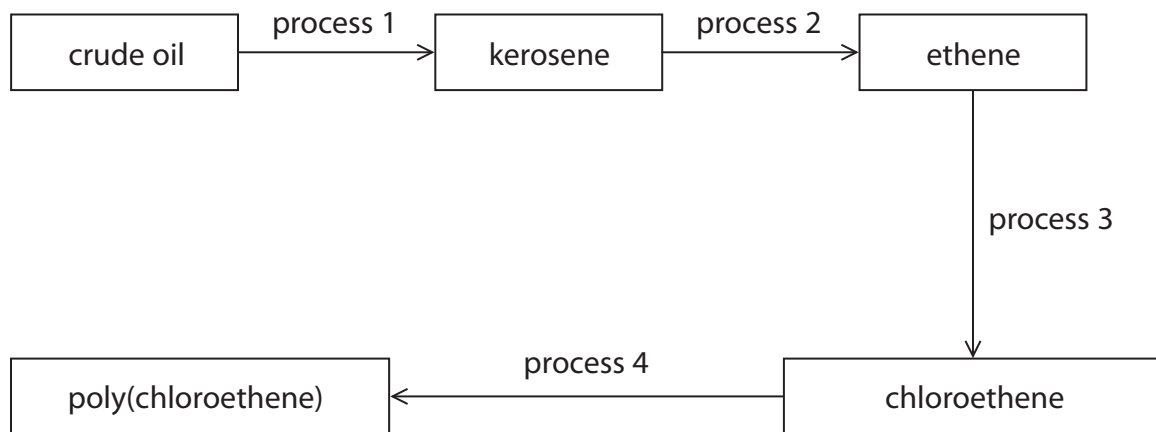 process 1
process 2
crude oil
kerosene
ethene
process 3
process 4
poly(chloroethene)
chloroethene